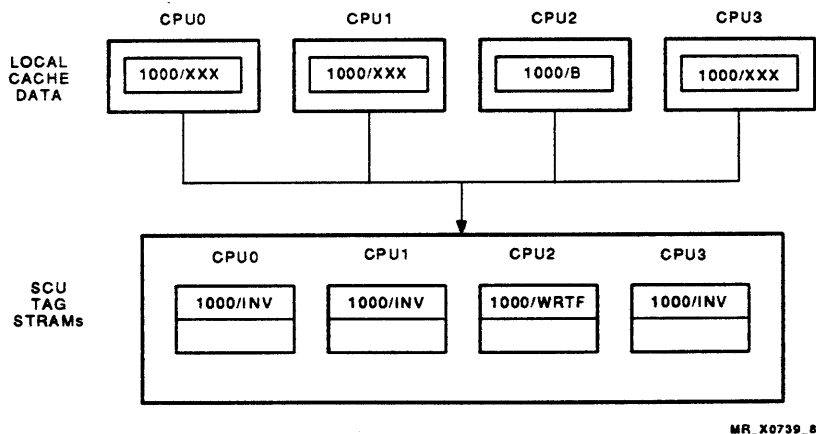 CPU0 CPU1 CPU2 CPU3
LOCAL
CACHE
DATA
1000/XXX 1000/XXX 1000/B 1000/XXX
CPU0 CPU1 CPU2 CPU3
SCU
TAG
STRAMs
1000/INV 1000/INV 1000/WRTF 1000/INV
MR_X0739_8